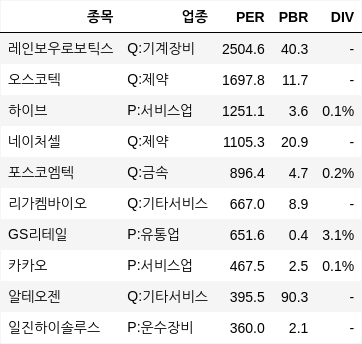 종목 업종 PER PBR DIV
레인보우로보틱스 Q:기계장비 2504.6 40.3 -
오스코텍 Q:제약 1697.8 11.7 -
하이브 P:서비스업 1251.1 3.6 0.1%
네이처셀 Q:제약 1105.3 20.9 -
포스코엠텍 Q:금속 896.4 4.7 0.2%
리가켐바이오 Q:기타서비스 667.0 8.9 -
GS리테일 P:유통업 651.6 0.4 3.1%
카카오 P:서비스업 467.5 2.5 0.1%
알테오젠 Q:기타서비스 395.5 90.3 -
일진하이솔루스 P:운수장비 360.0 2.1 -